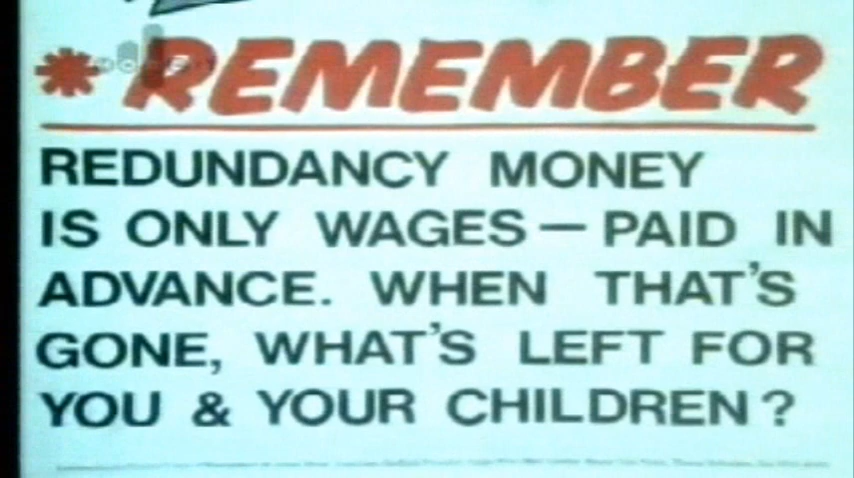 * REMEMBER
REDUNDANCY MONEY
IS ONLY WAGES — PAID IN
ADVANCE. WHEN THAT'S
GONE, WHAT'S LEFT FOR
YOU & YOUR CHILDREN?